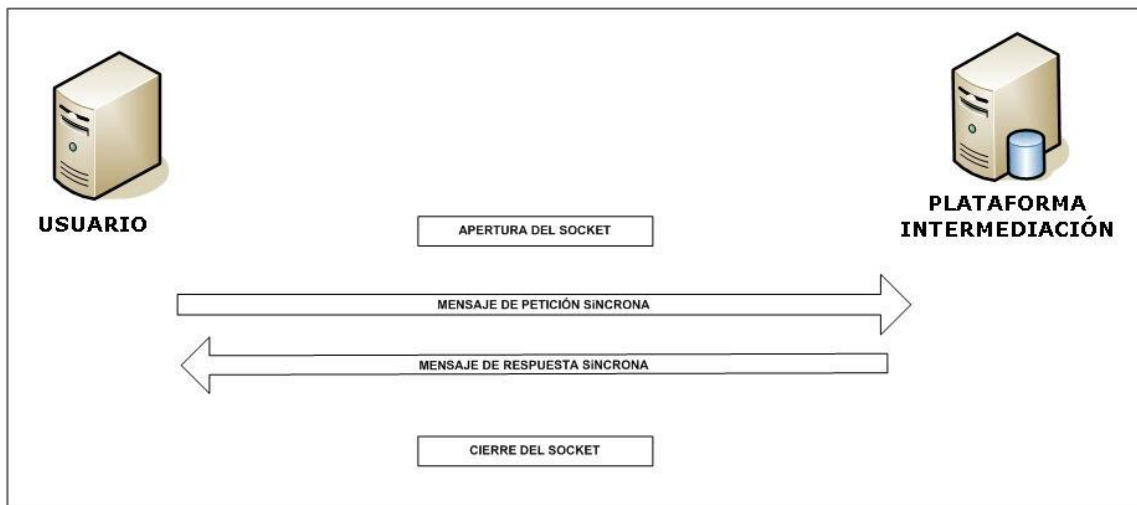 USUARIO
PLATAFORMA
INTERMEDIACIÓN
APERTURA DEL SOCKET
MENSAJE DE PETICIÓN SíNCRONA
MENSAJE DE RESPUESTA SíNCRONA
CIERRE DEL SOCKET